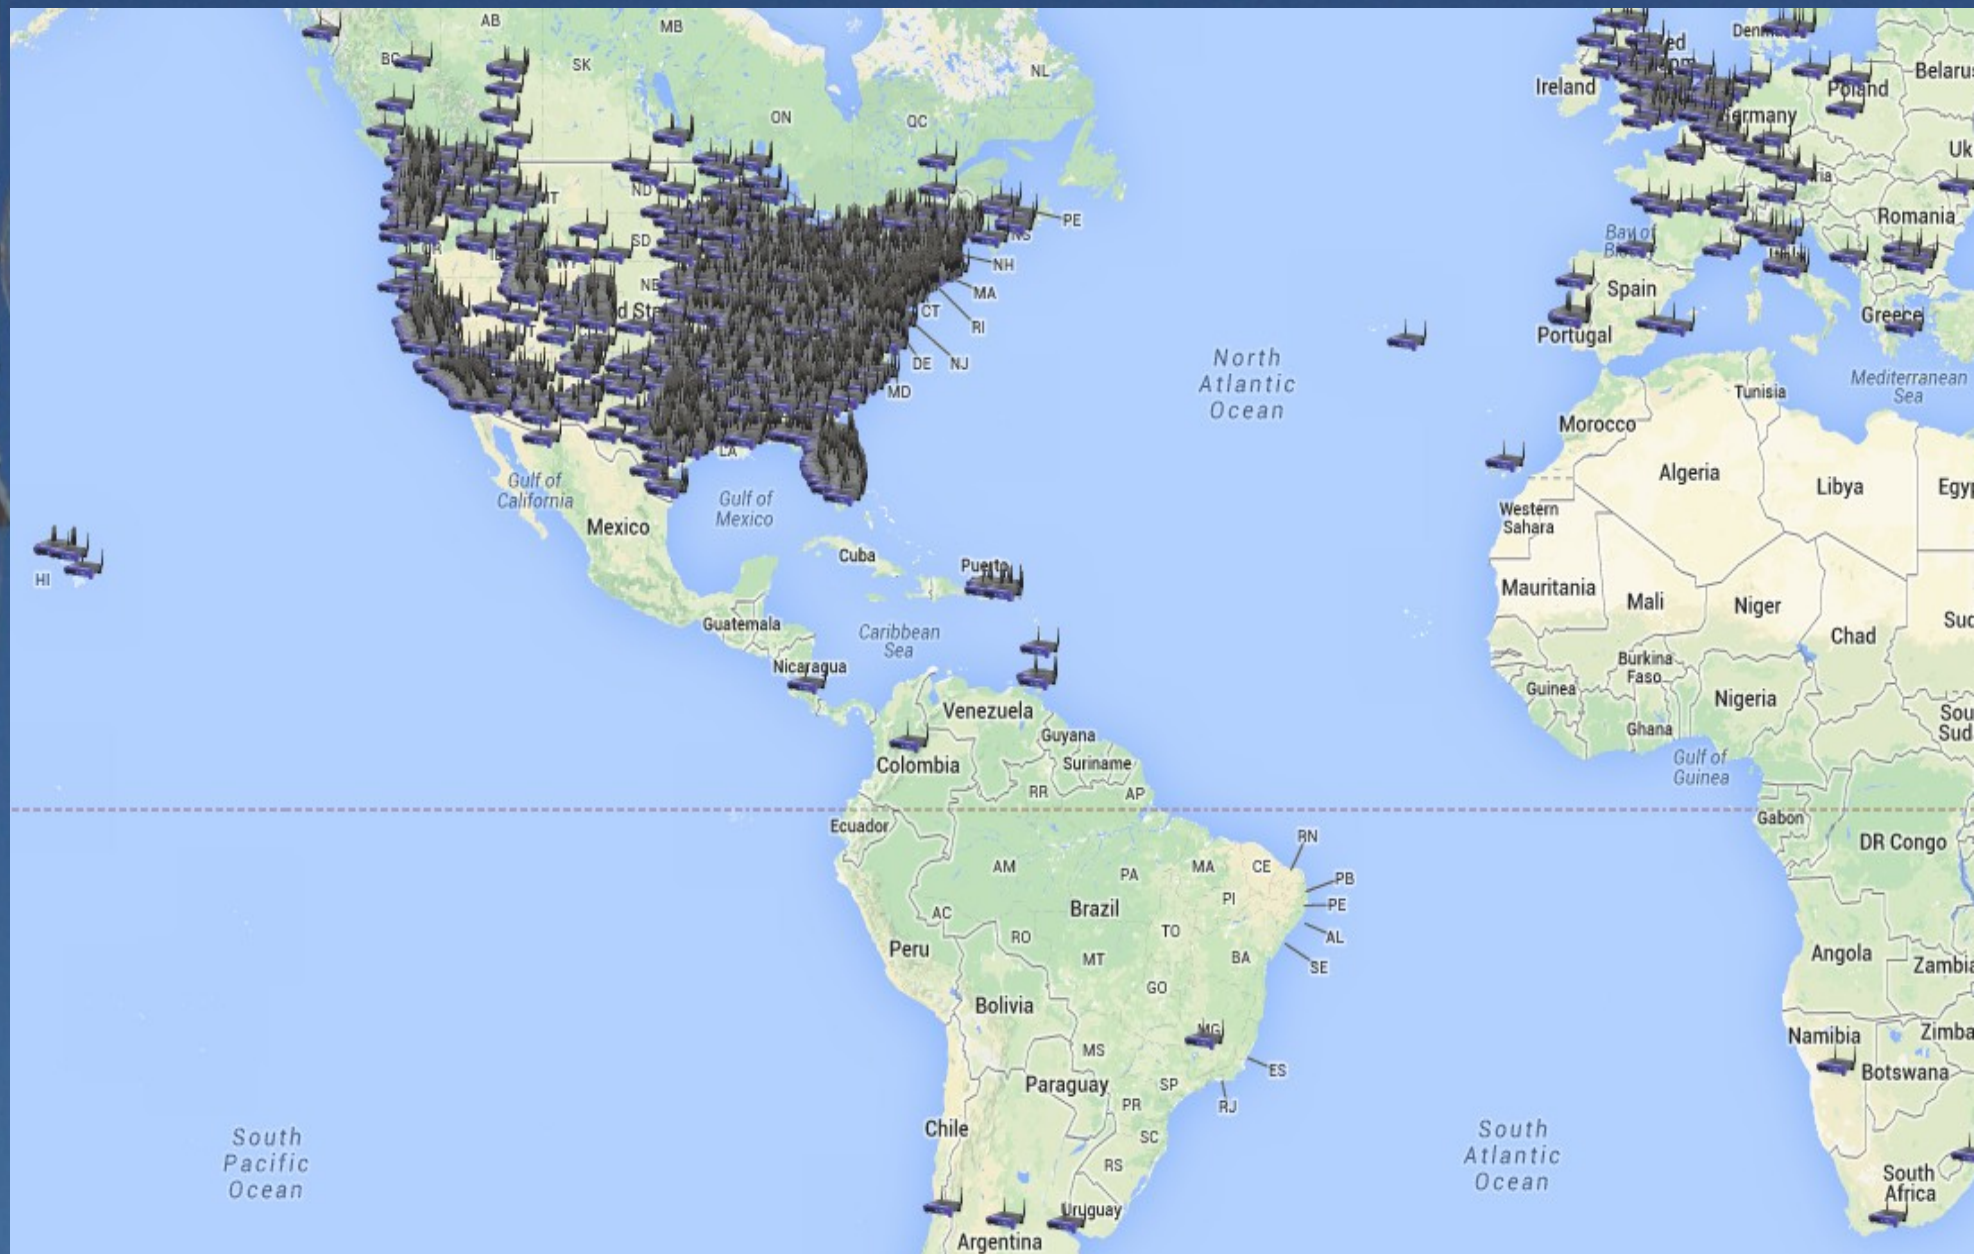 AB
MB
BC
SK
NL
ON
QC
ND
PE
SD
NH
NE
MA
CT
RI
DE
NJ
MD
LA
Gulf of
California
Gulf of
Mexico
Mexico
Cuba
Puerto
HI
Guatemala
Caribbean
Sea
Nicaragua
Venezuela
Guyana
Colombia
Suriname
RR
AP
Ecuador
RN
AM
PA
MA
CE
PB
PI
PE
AC
Brazil
RO
TO
AL
Peru
MT
BA
SE
GO
Bolivia
MG
MS
ES
Paraguay
SP
PR
RJ
Chile
SC
RS
Uruguay
Argentina
South
Pacific
Ocean
North
Atlantic
Ocean
South
Atlantic
Ocean
Ireland
Poland
Romania
Spain
Portugal
Greece
Mediterranean
Sea
Tunisia
Morocco
Algeria
Libya
Western
Sahara
Mauritania
Mali
Niger
Chad
Burkina
Faso
Guinea
Nigeria
Ghana
Gulf of
Guinea
Gabon
DR Congo
Angola
Namibia
Botswana
South
Africa